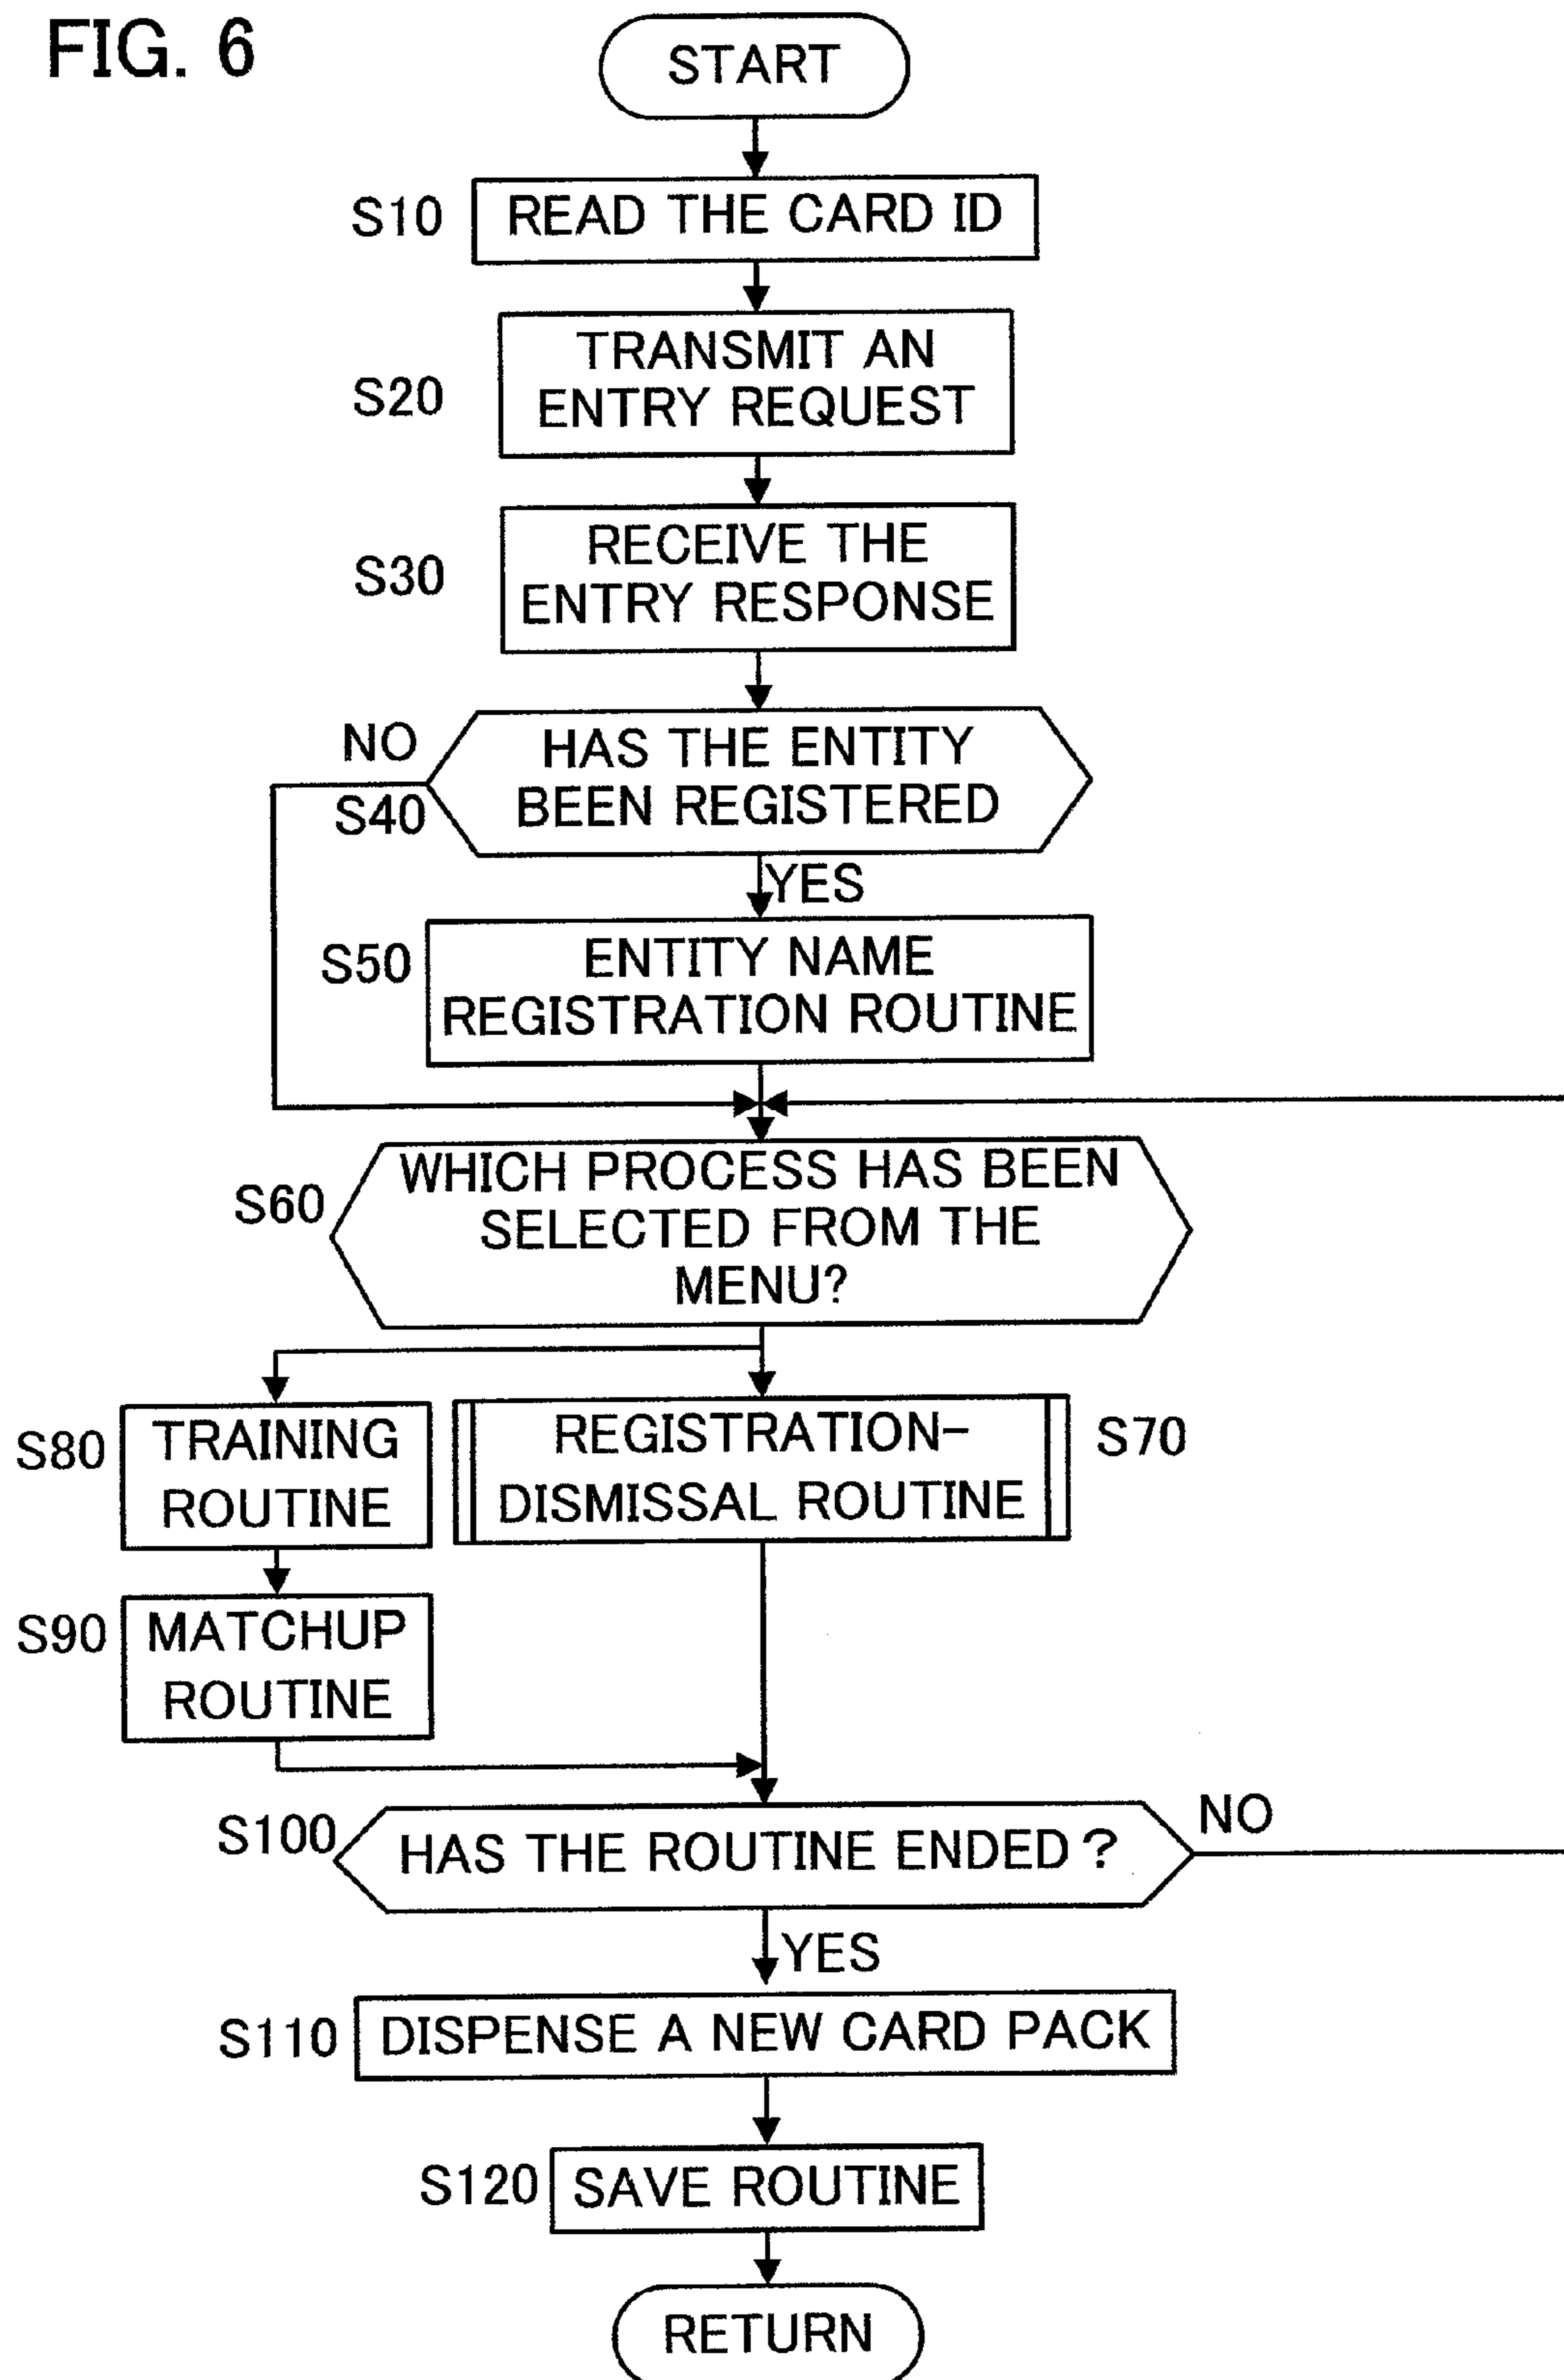 FIG. 6
START
S10
READ THE CARD ID
S20
TRANSMIT AN
ENTRY REQUEST
S30
RECEIVE THE
ENTRY RESPONSE
NO
S40
HAS THE ENTITY
BEEN REGISTERED
YES
S50
ENTITY NAME
REGISTRATION ROUTINE
S60
WHICH PROCESS HAS BEEN
SELECTED FROM THE
MENU?
S80
TRAINING
ROUTINE
REGISTRATION-
DISMISSAL ROUTINE
S70
S90
MATCHUP
ROUTINE
S100
HAS THE ROUTINE ENDED?
NO
YES
S110
DISPENSE A NEW CARD PACK
S120
SAVE ROUTINE
RETURN